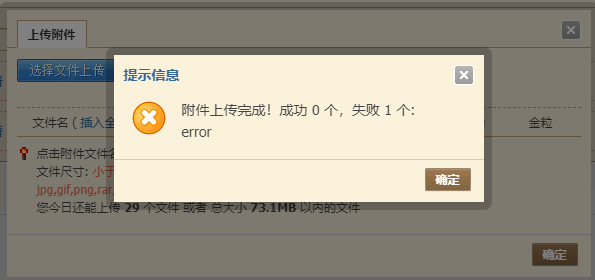 上传附件
选择文件上传
提示信息
附件上传完成！成功 0 个，失败 1 个：
error
确定
文件名 ( 插入全
金粒
点击附件文件名
文件尺寸: 小于
jpg,gif,png,rar,
您今日还能上传 29 个文件 或者 总大小 73.1MB 以内的文件
确定